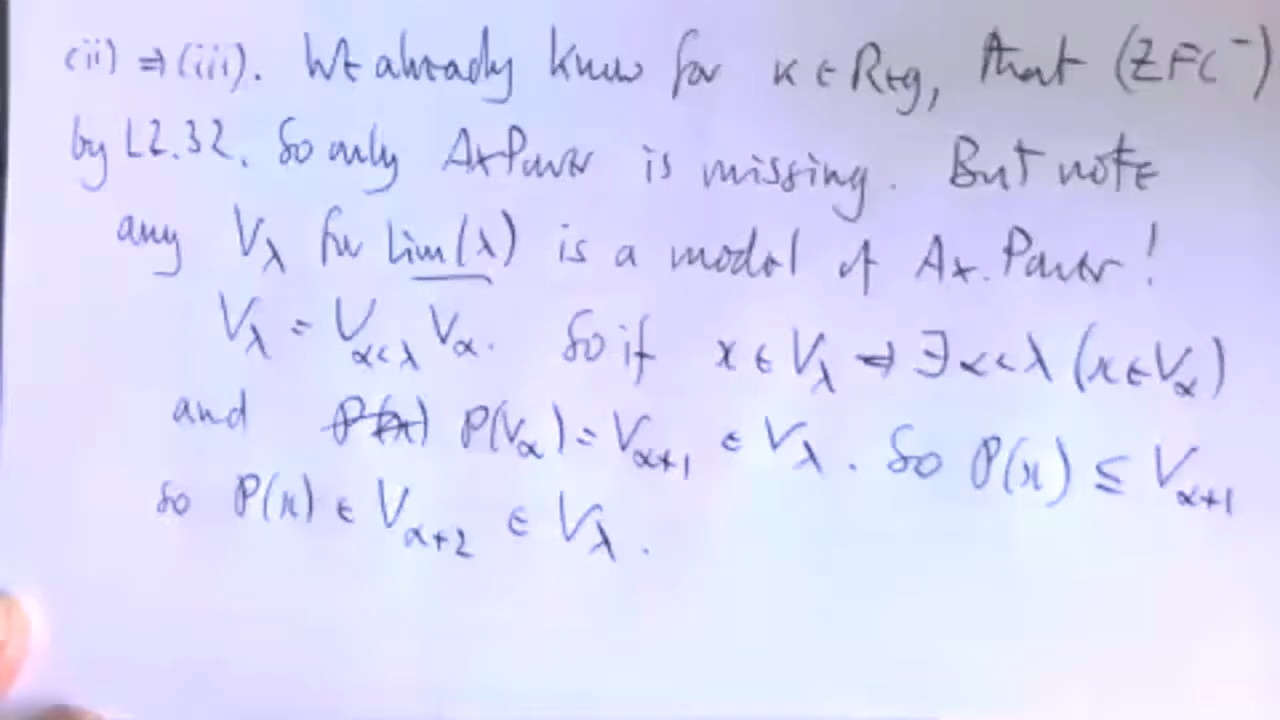 (ii) ⇒ (iii). We already know for κ ∈ Reg, that (ZFC⁻)
by L2.32. So only AxPower is missing. But note
any V_λ for Lim(λ) is a model of Ax. Power!
V_λ = ⋃_{α<λ} V_α. So if x ∈ V_λ ⇒ ∃α<λ (x∈V_α)
and P(x) P(V_α) = V_{α+1} ∈ V_λ. So P(x) ⊆ V_{α+1}
so P(x) ∈ V_{α+2} ∈ V_λ.